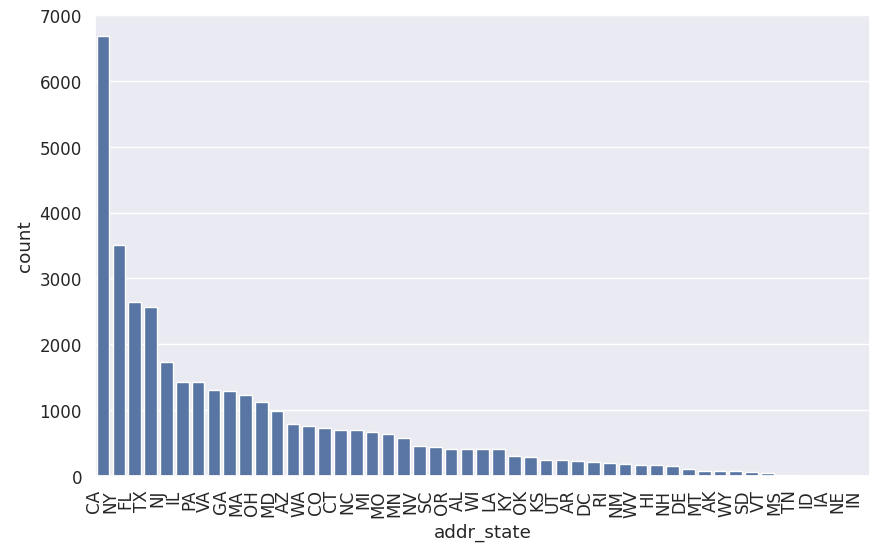 7000
6000
5000
4000
3000
2000
1000
0
count
CA
NY
FL
TX
NJ
IL
PA
VA
GA
MA
OH
MD
AZ
WA
CO
CT
NC
MI
MO
MN
NV
SC
OR
AL
WI
LA
KY
OK
KS
UT
AR
DC
RI
NM
WV
HI
NH
DE
MT
AK
WY
SD
VT
MS
TN
ID
IA
NE
IN
addr_state